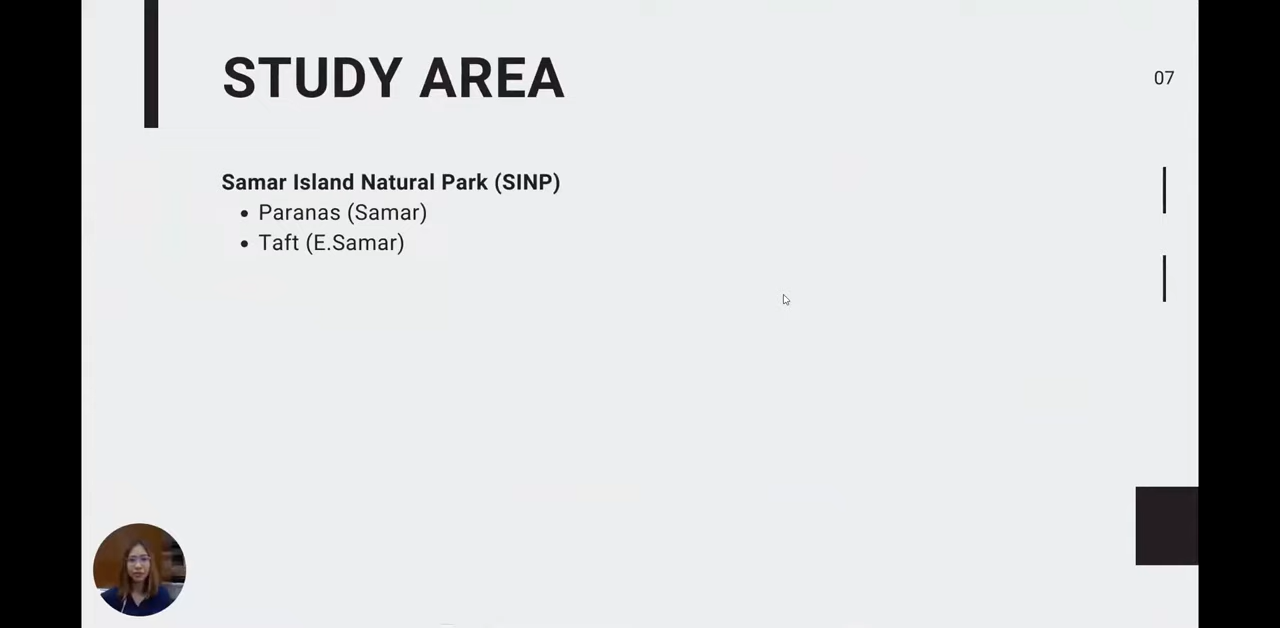 STUDY AREA
07
Samar Island Natural Park (SINP)
• Paranas (Samar)
• Taft (E.Samar)